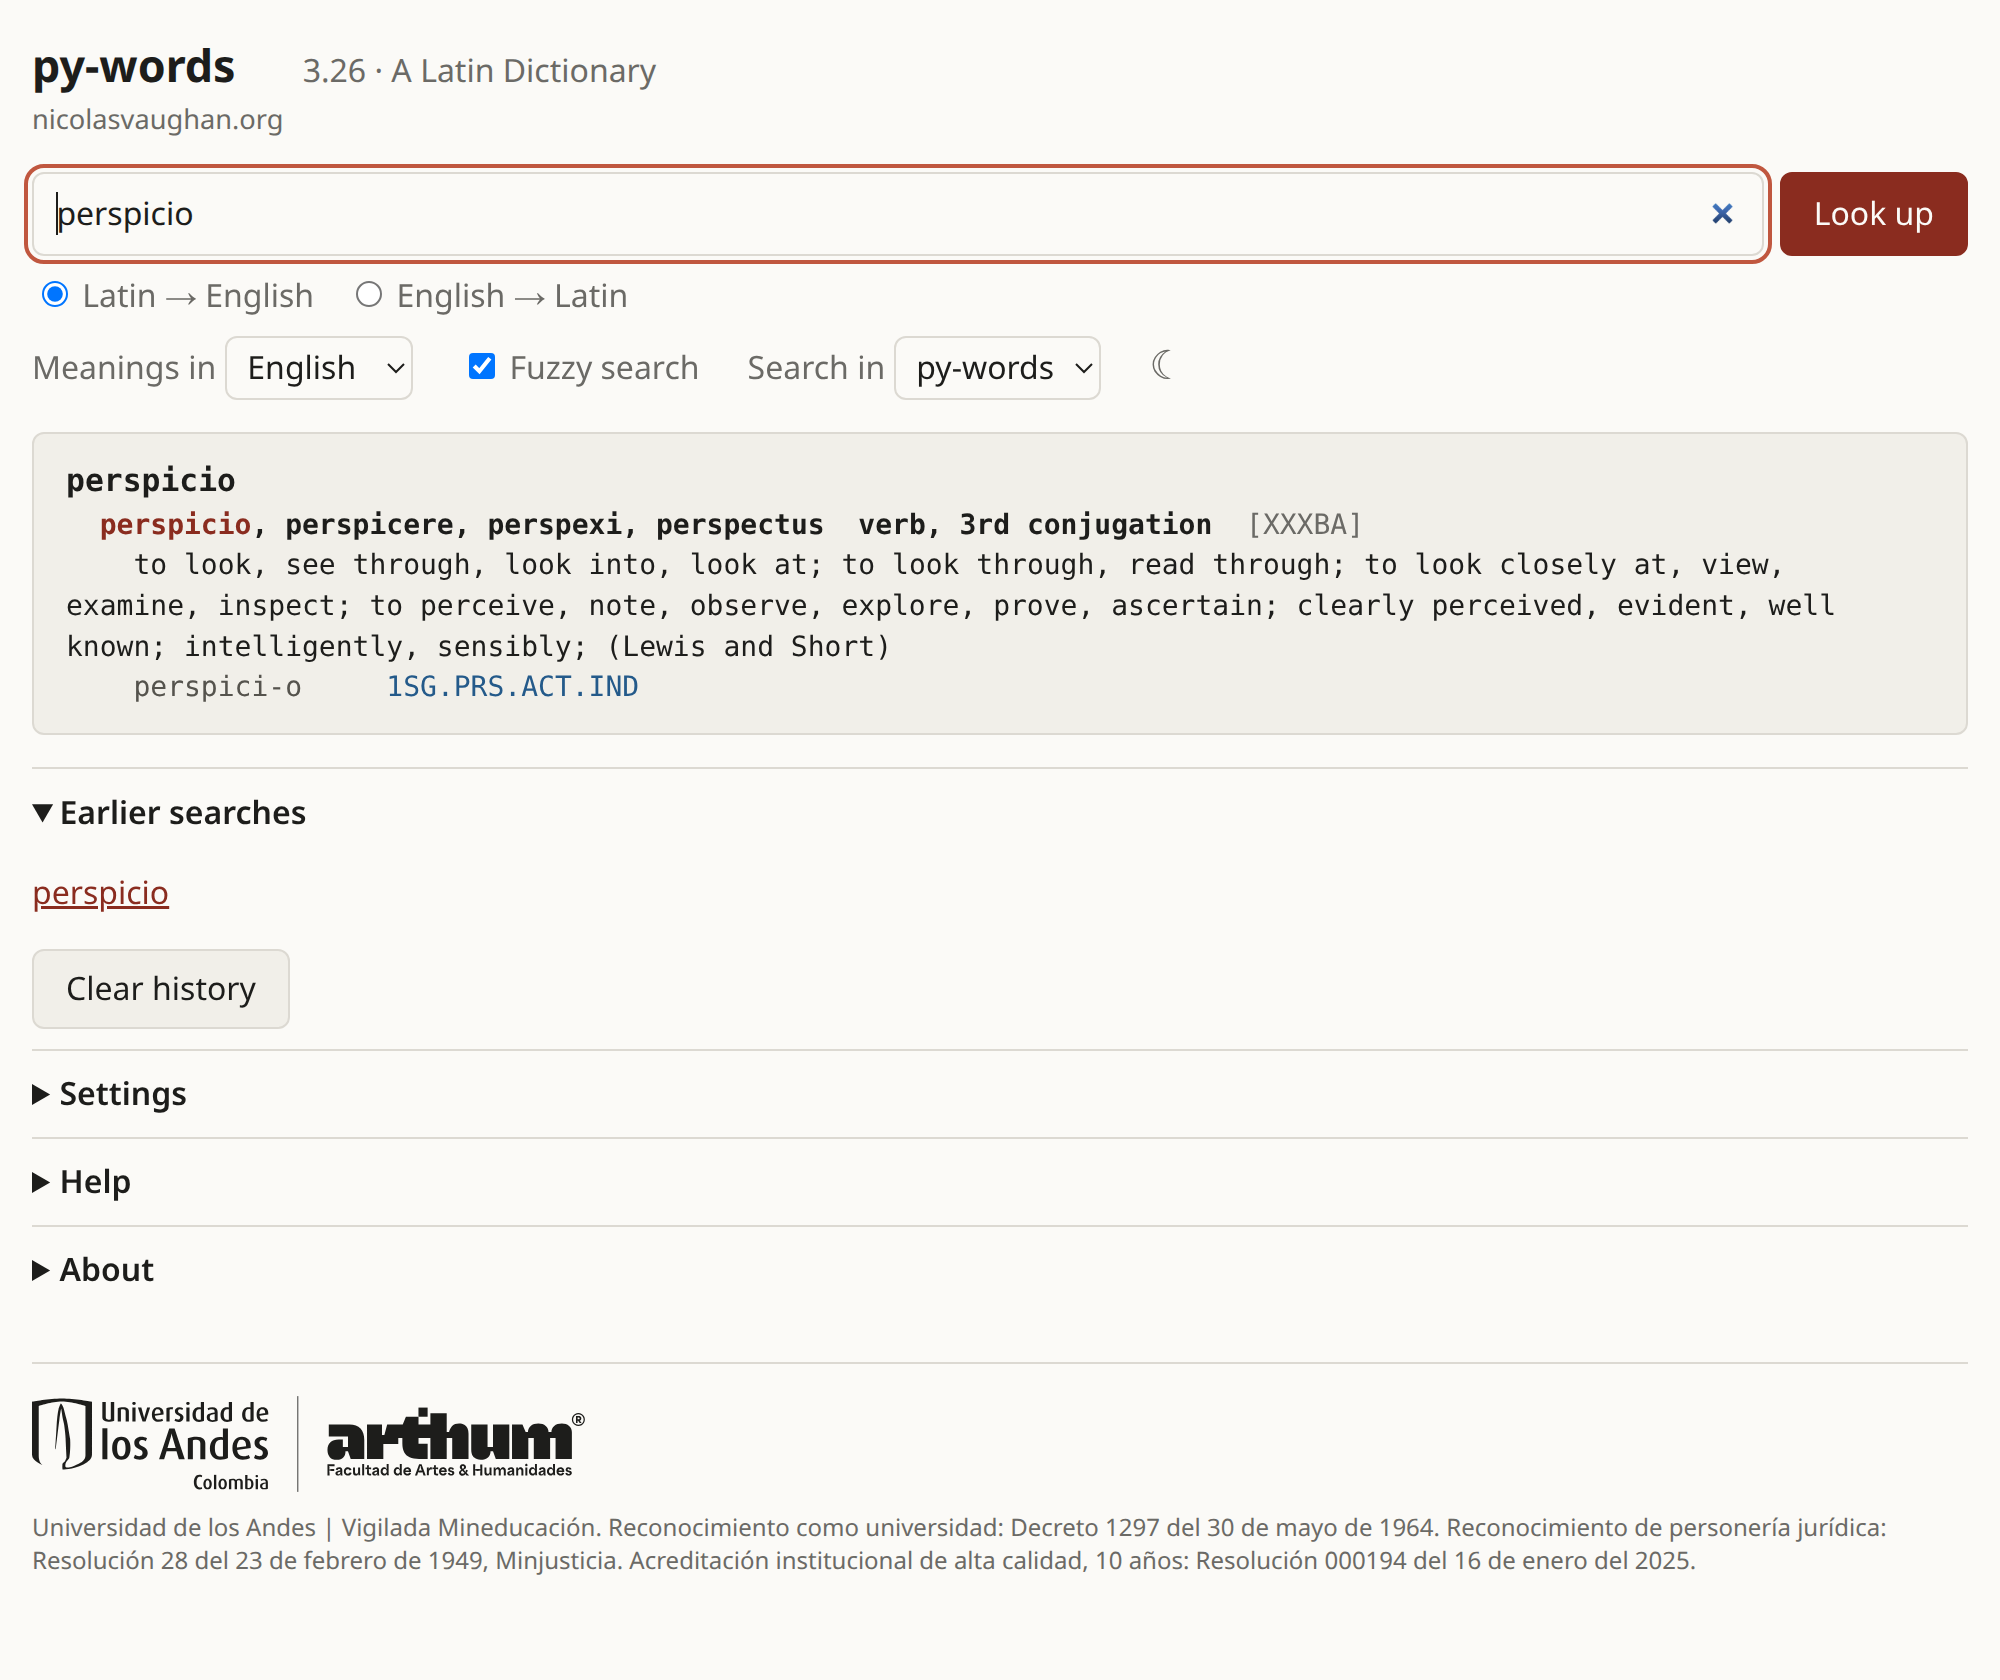 py-words 3.26 · A Latin Dictionary
nicolasvaughan.org
perspicio × Look up
Latin → English English → Latin
Meanings in English Fuzzy search Search in py-words ☾
perspicio
perspicio, perspicere, perspexi, perspectus verb, 3rd conjugation [XXXBA]
to look, see through, look into, look at; to look through, read through; to look closely at, view,
examine, inspect; to perceive, note, observe, explore, prove, ascertain; clearly perceived, evident, well
known; intelligently, sensibly; (Lewis and Short)
perspici-o 1SG.PRS.ACT.IND
▼ Earlier searches
perspicio
Clear history
▶ Settings
▶ Help
▶ About
Universidad de
los Andes
Colombia
arthum®
Facultad de Artes & Humanidades
Universidad de los Andes | Vigilada Mineducación. Reconocimiento como universidad: Decreto 1297 del 30 de mayo de 1964. Reconocimiento de personería jurídica:
Resolución 28 del 23 de febrero de 1949, Minjusticia. Acreditación institucional de alta calidad, 10 años: Resolución 000194 del 16 de enero del 2025.